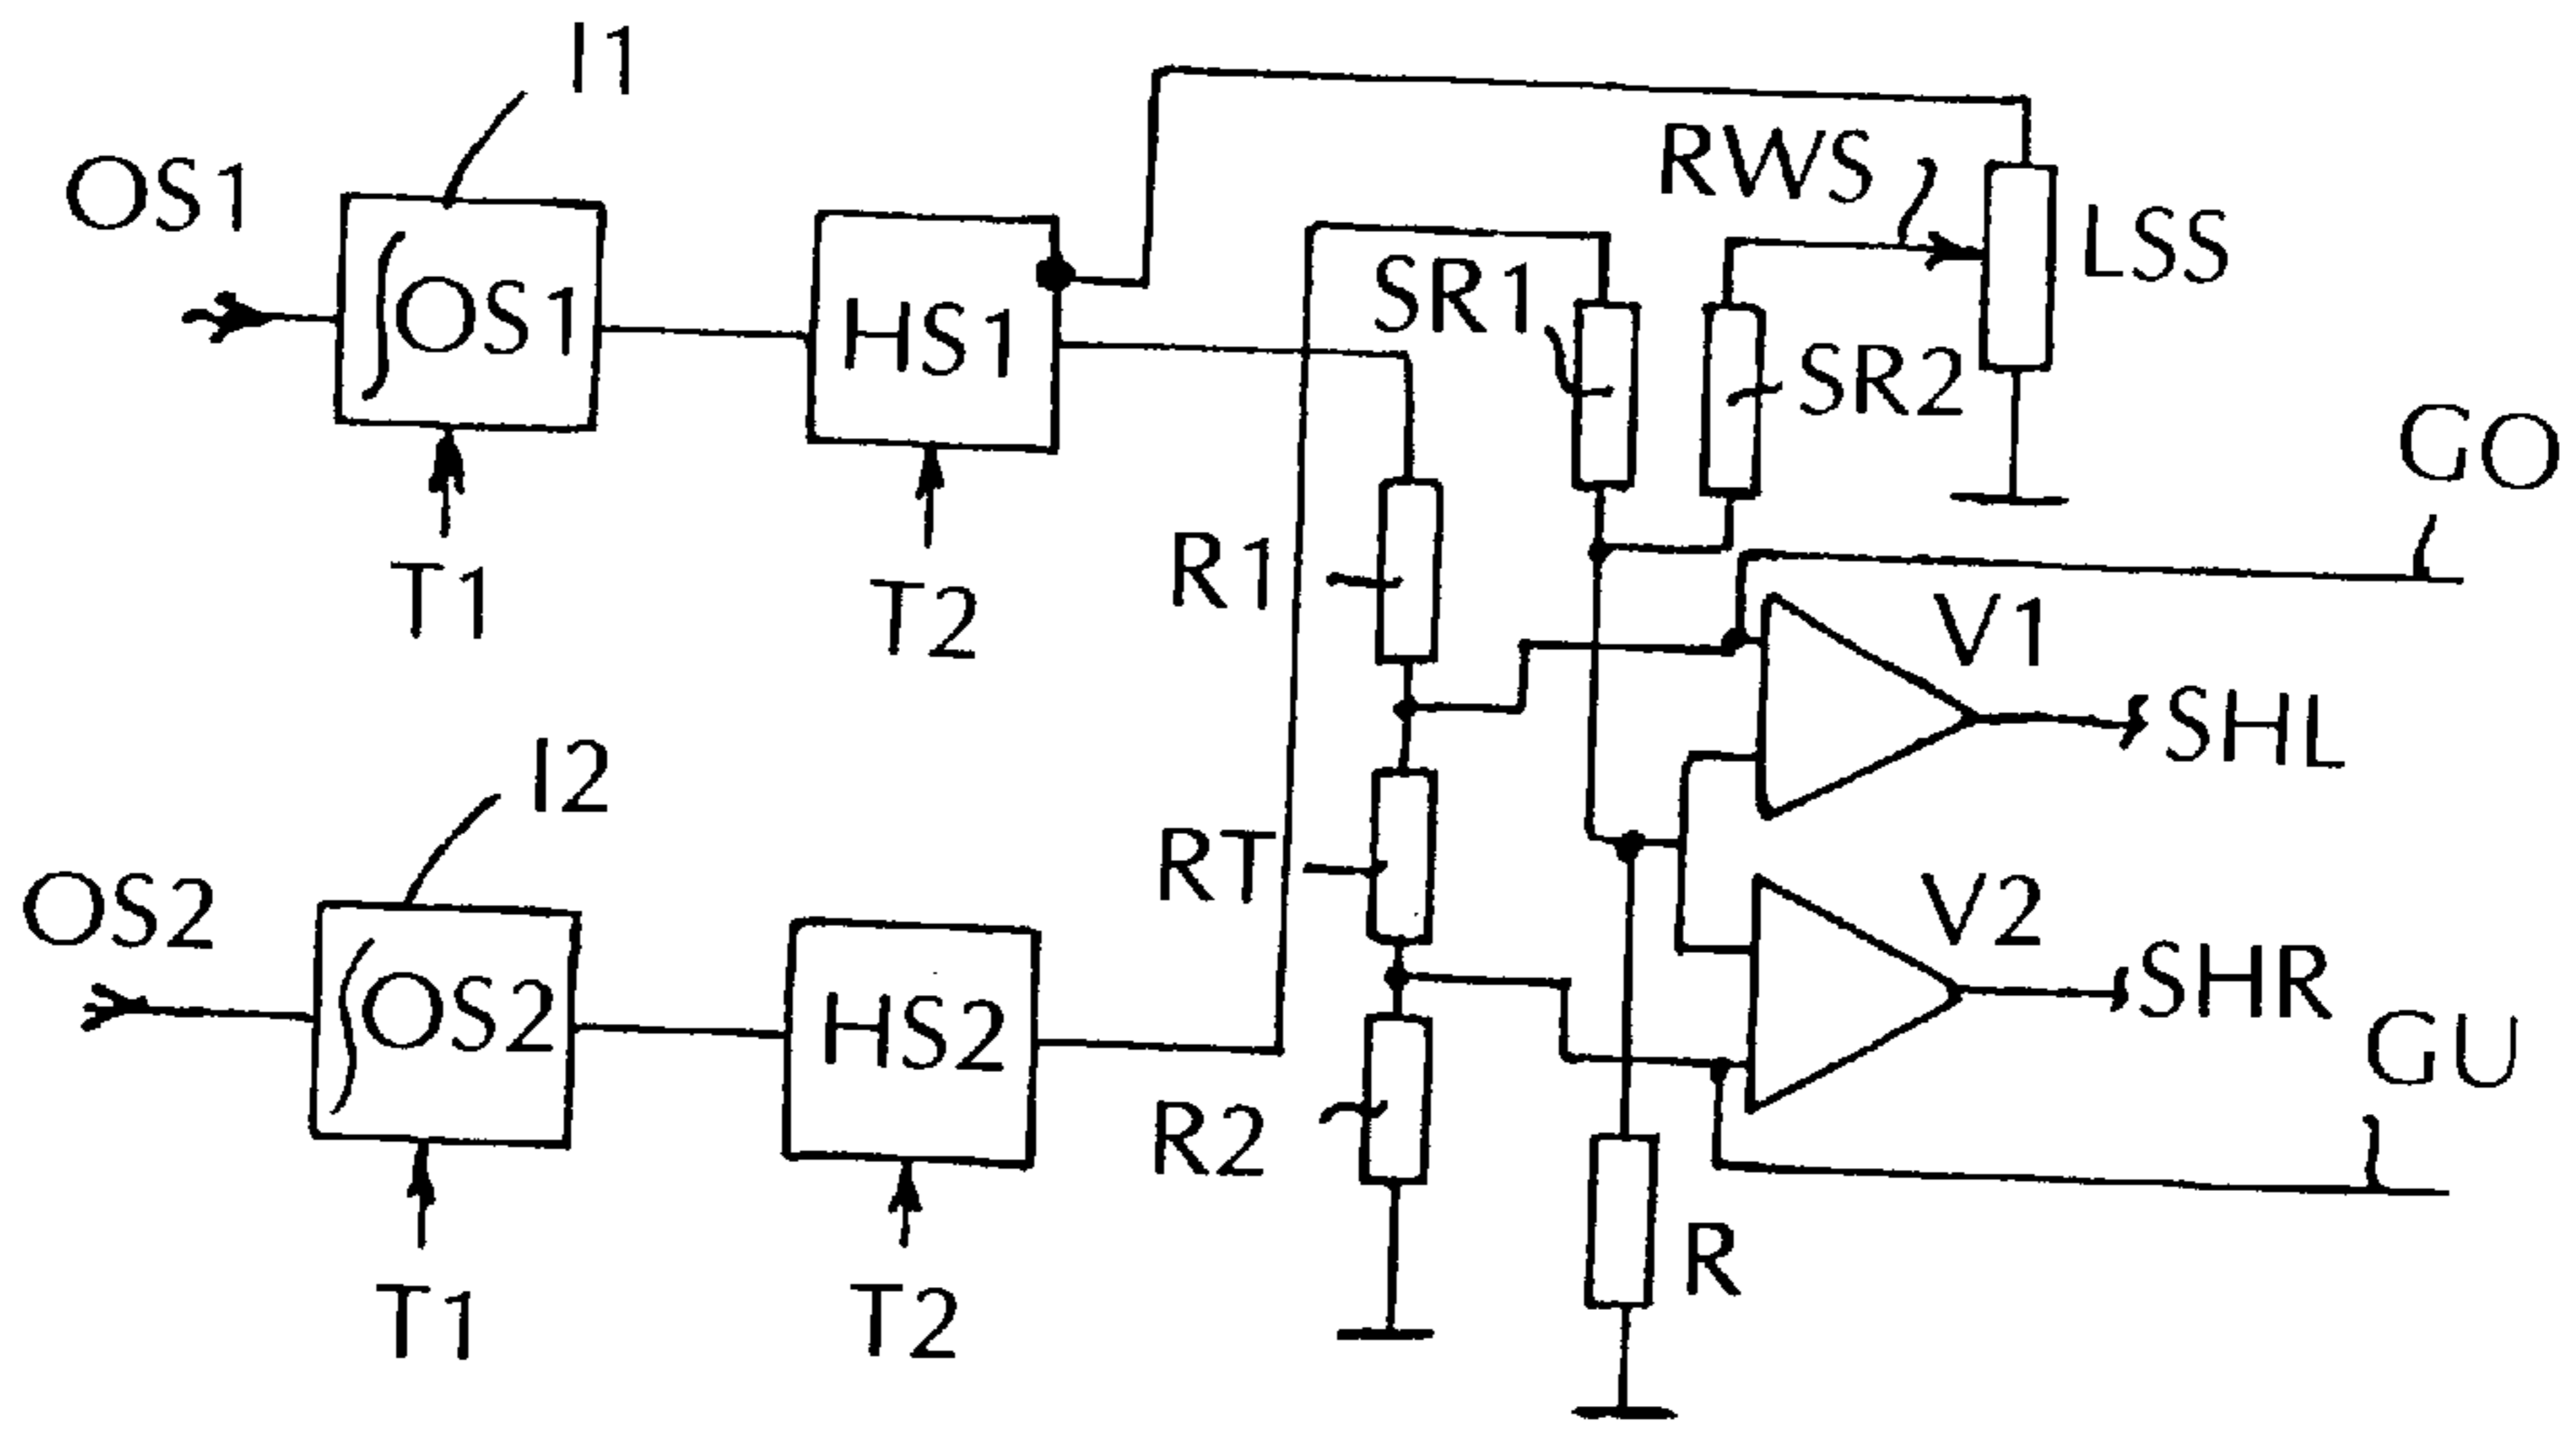 I1
OS1
∫OS1
HS1
T1
T2
RWS
LSS
SR1
SR2
GO
R1
V1
SHL
I2
OS2
∫OS2
HS2
T1
T2
RT
V2
SHR
GU
R2
R